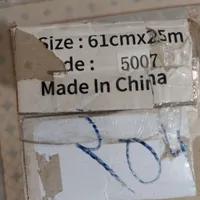 Size : 61cmx25m
de : 5007
Made In China